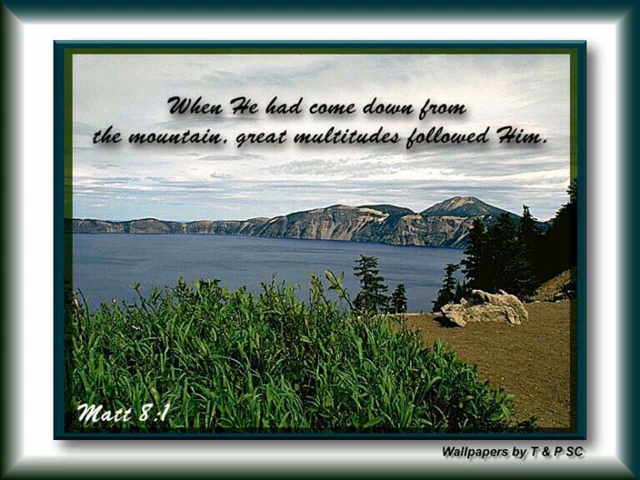 When He had come down from
the mountain, great multitudes followed Him.
Matt 8:1
Wallpapers by T & P SC